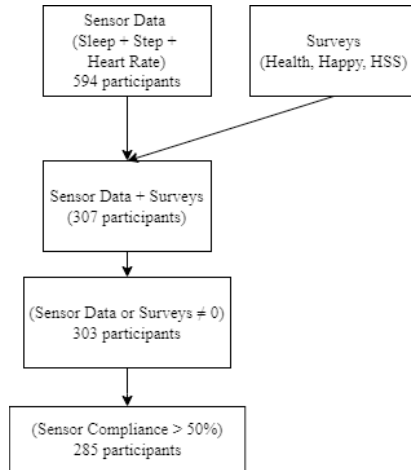 Sensor Data
(Sleep + Step +
Heart Rate)
594 participants
Surveys
(Health, Happy, HSS)
Sensor Data + Surveys
(307 participants)
(Sensor Data or Surveys ≠ 0)
303 participants
(Sensor Compliance > 50%)
285 participants